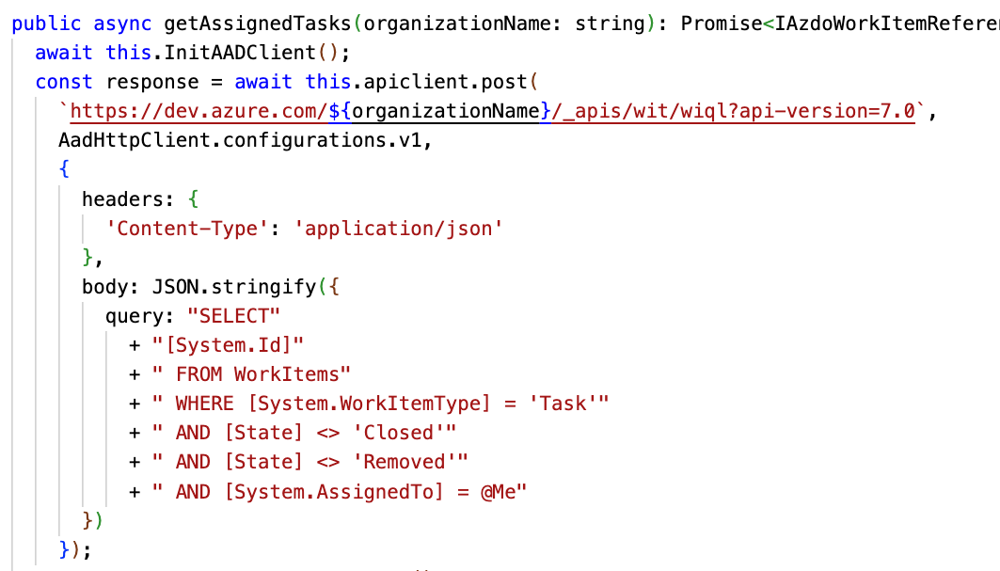 public async getAssignedTasks(organizationName: string): Promise<IAzdoWorkItemRefere
await this.InitAADClient();
const response = await this.apiclient.post(
`https://dev.azure.com/${organizationName}/_apis/wit/wiql?api-version=7.0`,
AadHttpClient.configurations.v1,
{
headers: {
'Content-Type': 'application/json'
},
body: JSON.stringify({
query: "SELECT"
+ "[System.Id]"
+ " FROM WorkItems"
+ " WHERE [System.WorkItemType] = 'Task'"
+ " AND [State] <> 'Closed'"
+ " AND [State] <> 'Removed'"
+ " AND [System.AssignedTo] = @Me"
})
});